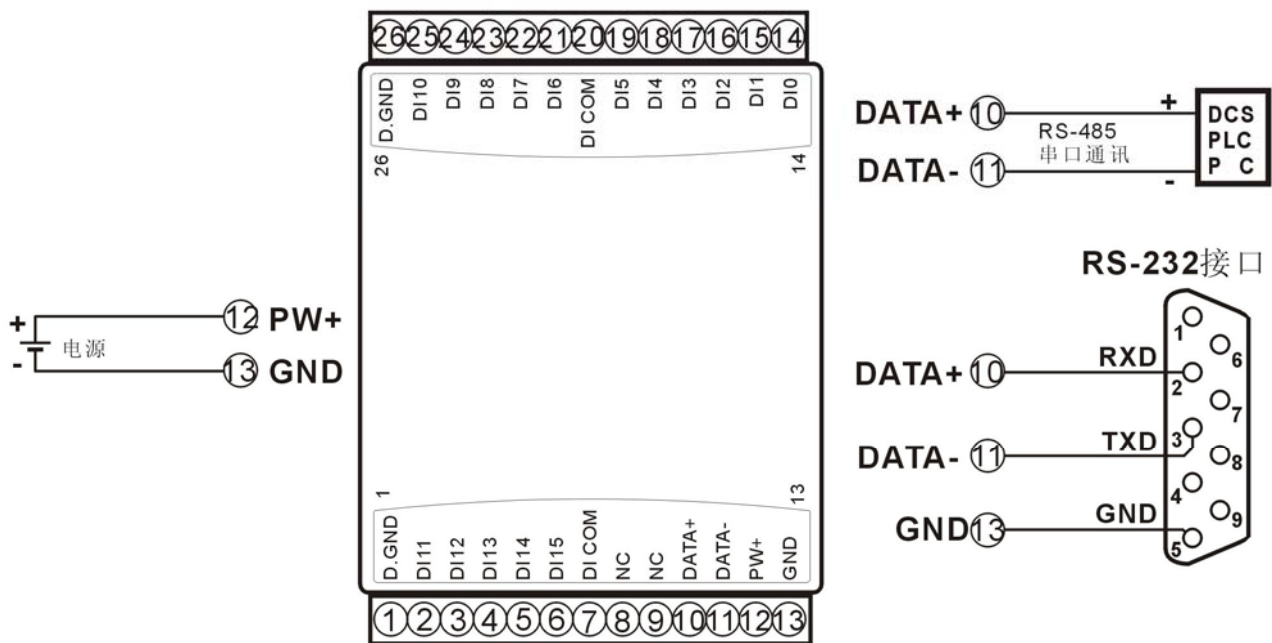 26 25 24 23 22 21 20 19 18 17 16 15 14
D.GND DI10 DI9 DI8 DI7 DI6 DI COM DI5 DI4 DI3 DI2 DI1 DI0
26 14
+
电源
-
12 PW+
13 GND
1 13
D.GND DI11 DI12 DI13 DI14 DI15 DI COM NC NC DATA+ DATA- PW+ GND
1 2 3 4 5 6 7 8 9 10 11 12 13
DATA+ 10
+
RS-485
串口通讯
DATA- 11
-
DCS
PLC
P C
RS-232接口
DATA+ 10 RXD
DATA- 11 TXD
GND 13 GND
1
2
3
4
5
6
7
8
9